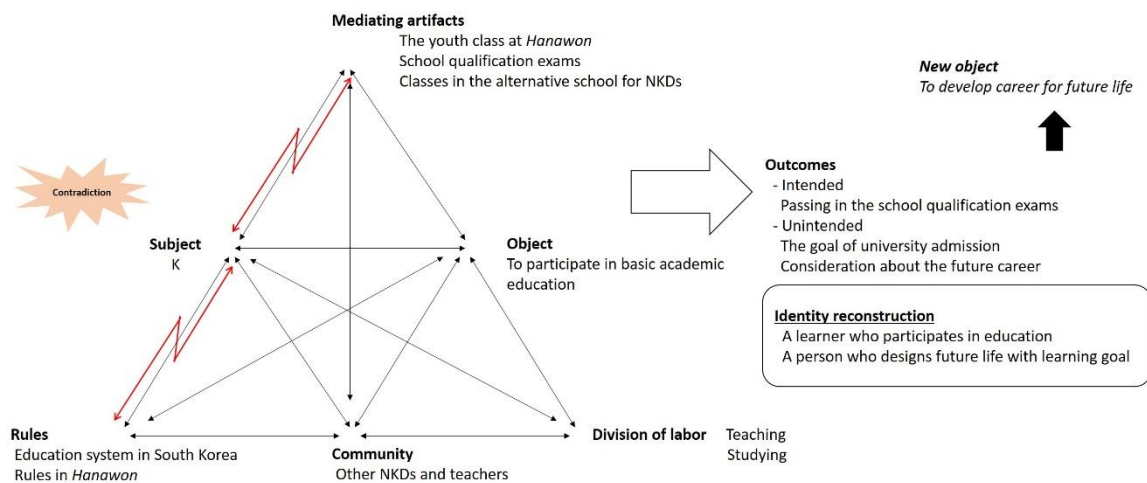 Mediating artifacts
The youth class at Hanawon
School qualification exams
Classes in the alternative school for NKDs
New object
To develop career for future life
Contradiction
Outcomes
- Intended
Passing in the school qualification exams
- Unintended
The goal of university admission
Consideration about the future career
Subject
K
Object
To participate in basic academic
education
Identity reconstruction
A learner who participates in education
A person who designs future life with learning goal
Rules
Education system in South Korea
Rules in Hanawon
Community
Other NKDs and teachers
Division of labor
Teaching
Studying